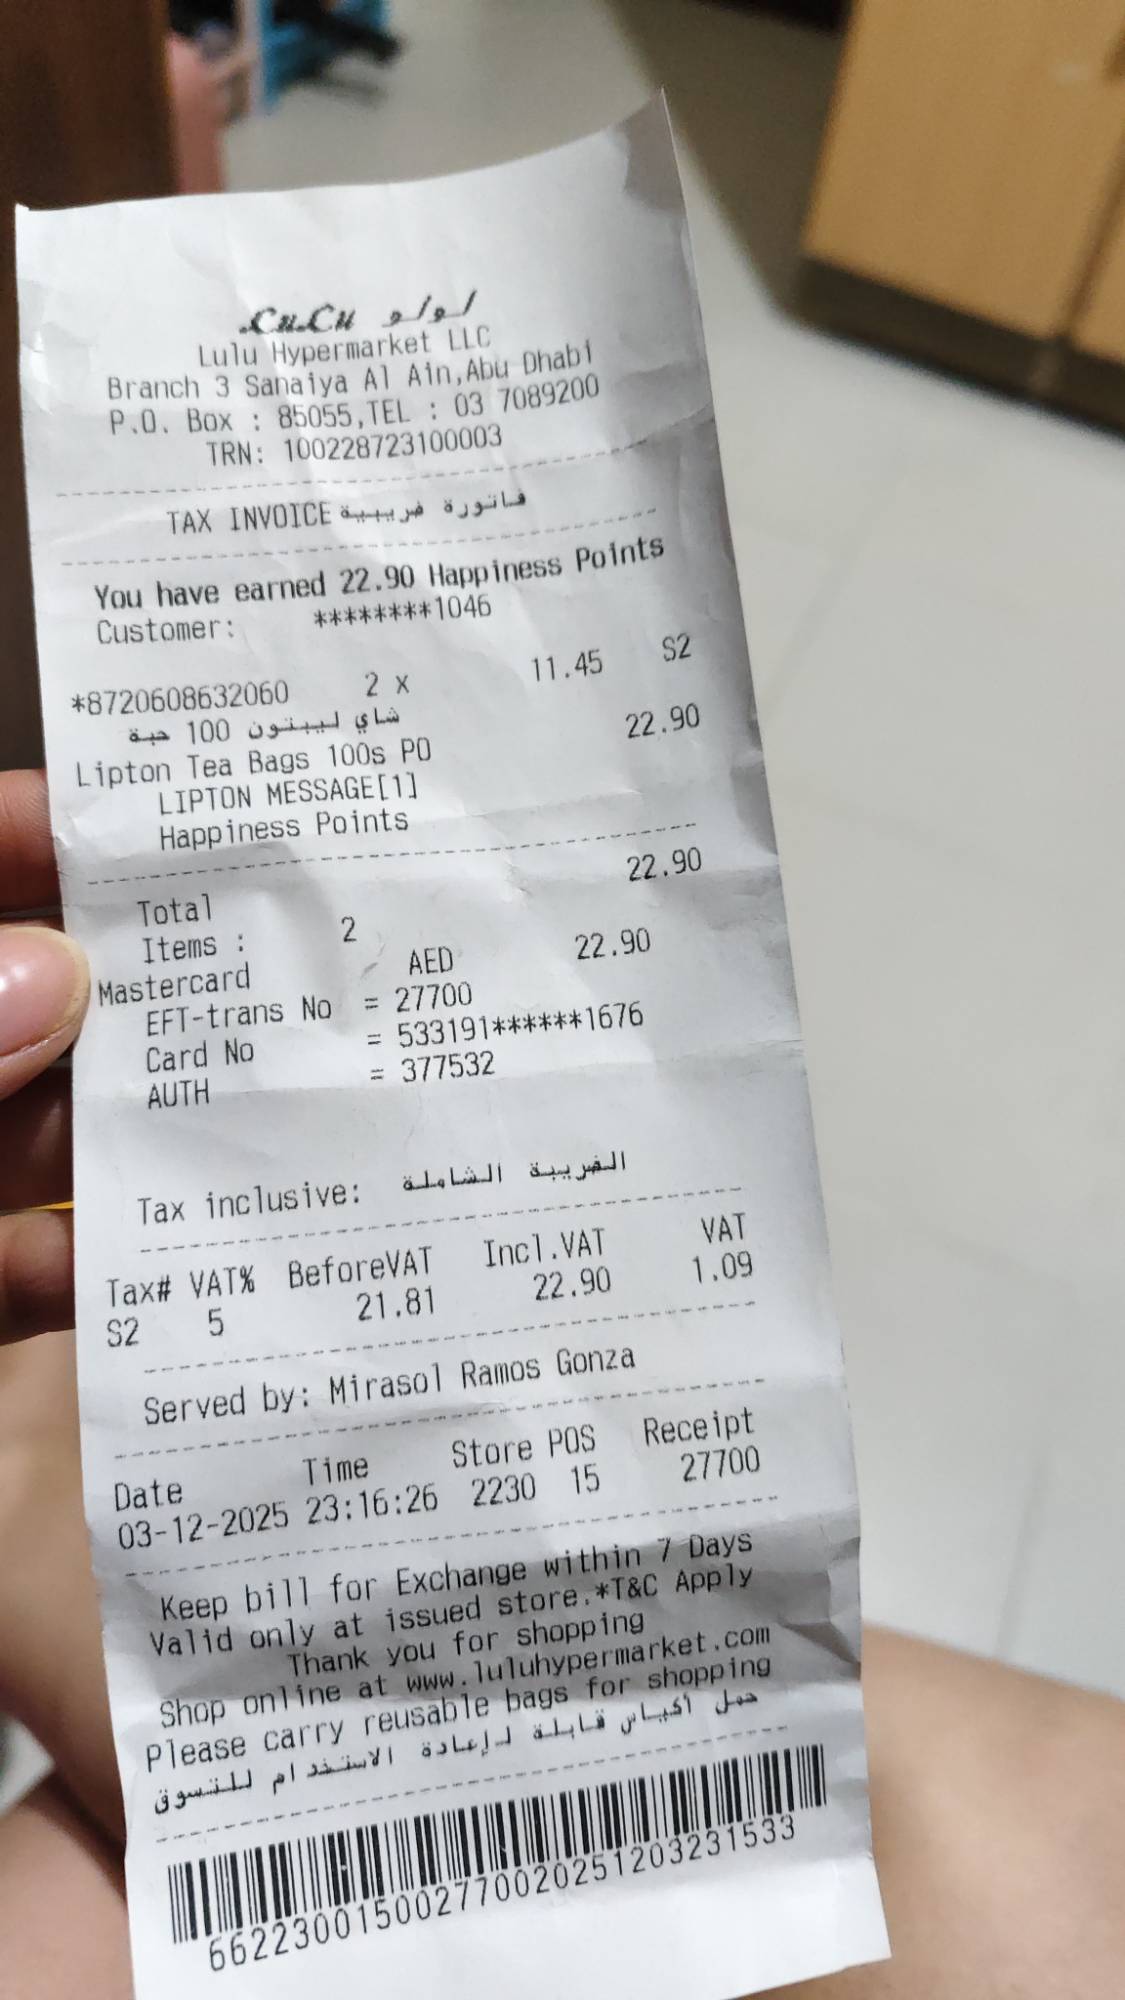 LuLu لولو
Lulu Hypermarket LLC
Branch 3 Sanaiya Al Ain,Abu Dhabi
P.O. Box : 85055,TEL : 03 7089200
TRN: 100228723100003
TAX INVOICE فاتورة ضريبية
You have earned 22.90 Happiness Points
Customer: ********1046
*8720608632060 2 x 11.45 S2
شاي ليبتون 100 حبة
Lipton Tea Bags 100s PO 22.90
LIPTON MESSAGE[1]
Happiness Points
Total 22.90
Items : 2
Mastercard AED 22.90
EFT-trans No = 27700
Card No = 533191******1676
AUTH = 377532
Tax inclusive: الضريبة الشاملة
Tax# VAT% BeforeVAT Incl.VAT VAT
S2 5 21.81 22.90 1.09
Served by: Mirasol Ramos Gonza
Date Time Store POS Receipt
03-12-2025 23:16:26 2230 15 27700
Keep bill for Exchange within 7 Days
Valid only at issued store.*T&C Apply
Thank you for shopping
Shop online at www.luluhypermarket.com
Please carry reusable bags for shopping
حمل أكياس قابلة لإعادة الاستخدام للتسوق
662230015002770020251203231533